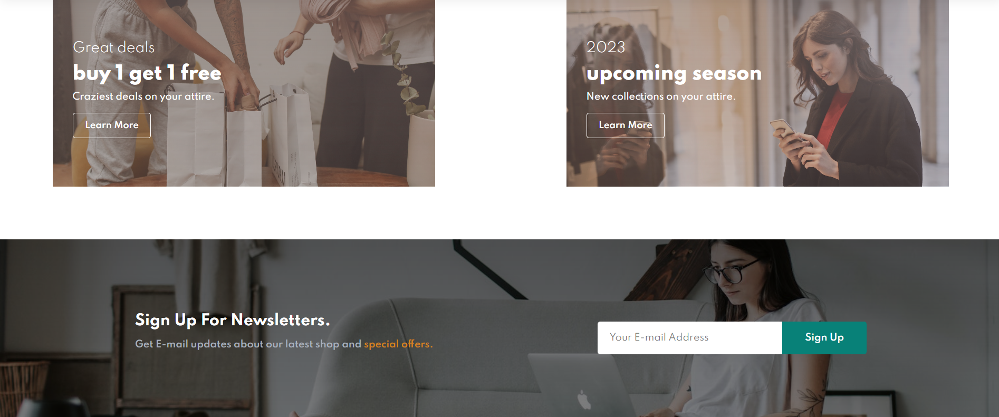 Great deals
buy 1 get 1 free
Craziest deals on your attire.
Learn More
2023
upcoming season
New collections on your attire.
Learn More
Sign Up For Newsletters.
Get E-mail updates about our latest shop and special offers.
Your E-mail Address
Sign Up